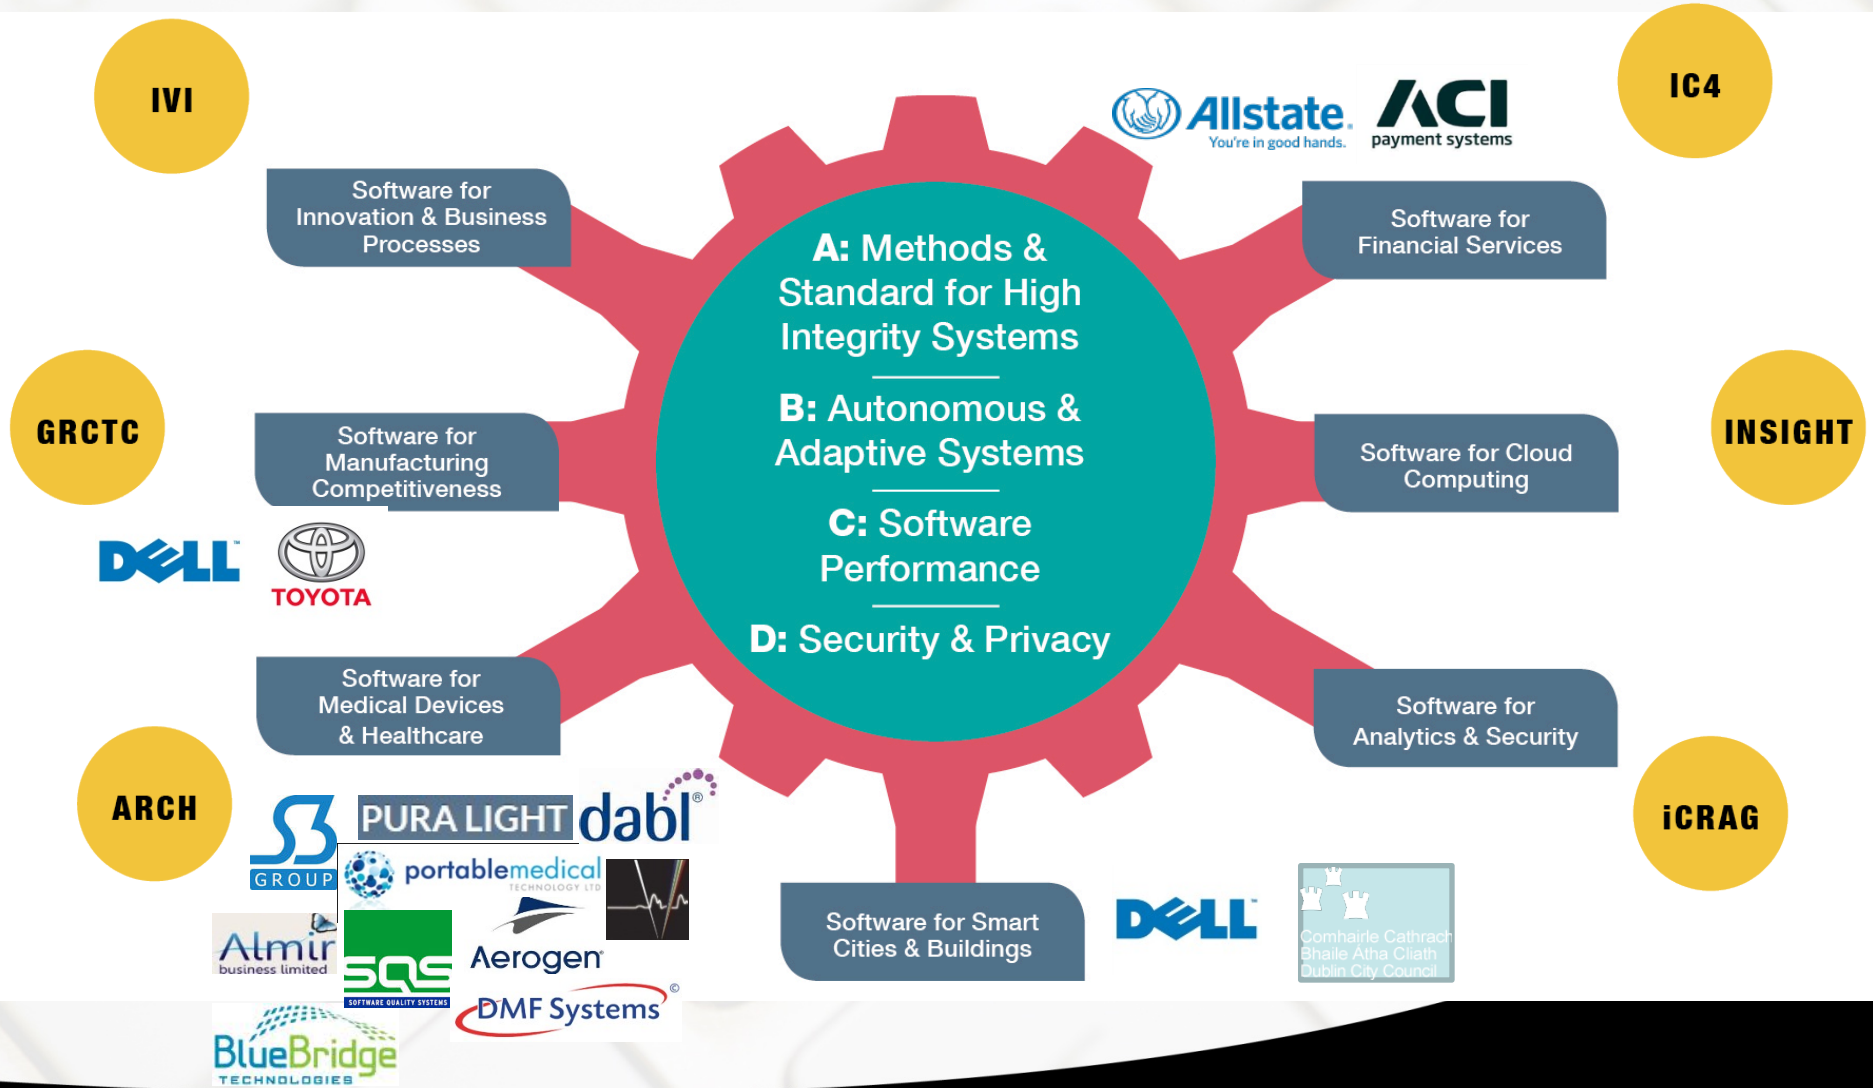 IVI
IC4
Allstate.
You're in good hands.
ACI
payment systems
Software for
Innovation & Business
Processes
Software for
Financial Services
A: Methods &
Standard for High
Integrity Systems
B: Autonomous &
Adaptive Systems
C: Software
Performance
D: Security & Privacy
GRCTC
INSIGHT
Software for
Manufacturing
Competitiveness
Software for Cloud
Computing
DELL™
TOYOTA
Software for
Medical Devices
& Healthcare
Software for
Analytics & Security
ARCH
iCRAG
S3
GROUP
PURA LIGHT
dabl®
portablemedical
TECHNOLOGY LTD
Almir
business limited
SQS
SOFTWARE QUALITY SYSTEMS
Aerogen®
DMF Systems©
BlueBridge
TECHNOLOGIES
Software for Smart
Cities & Buildings
DELL™
Comhairle Cathrach
Bhaile Átha Cliath
Dublin City Council